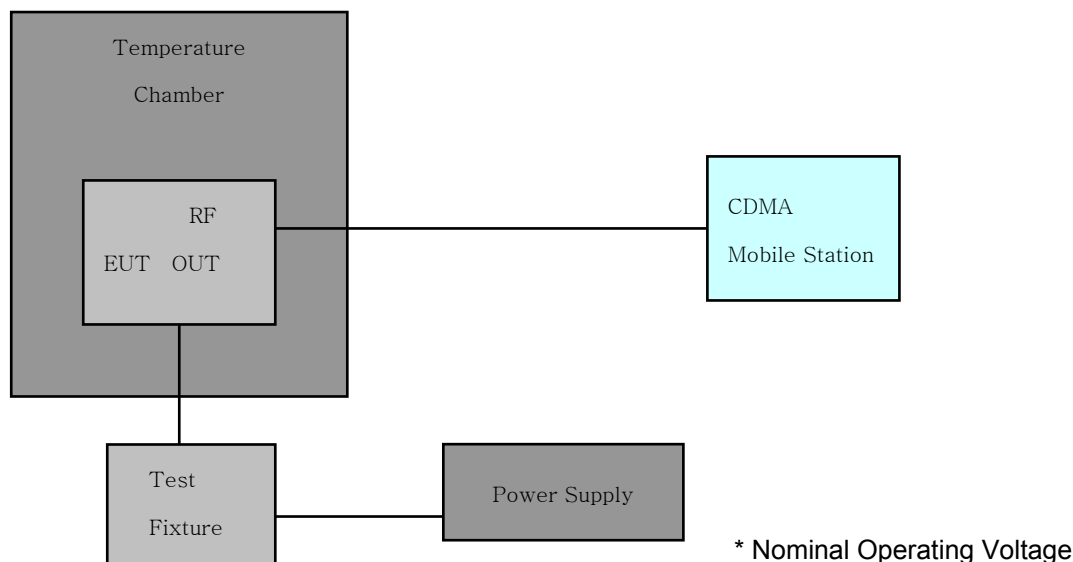 Temperature
Chamber
RF
EUT OUT
CDMA
Mobile Station
Test
Fixture
Power Supply
* Nominal Operating Voltage